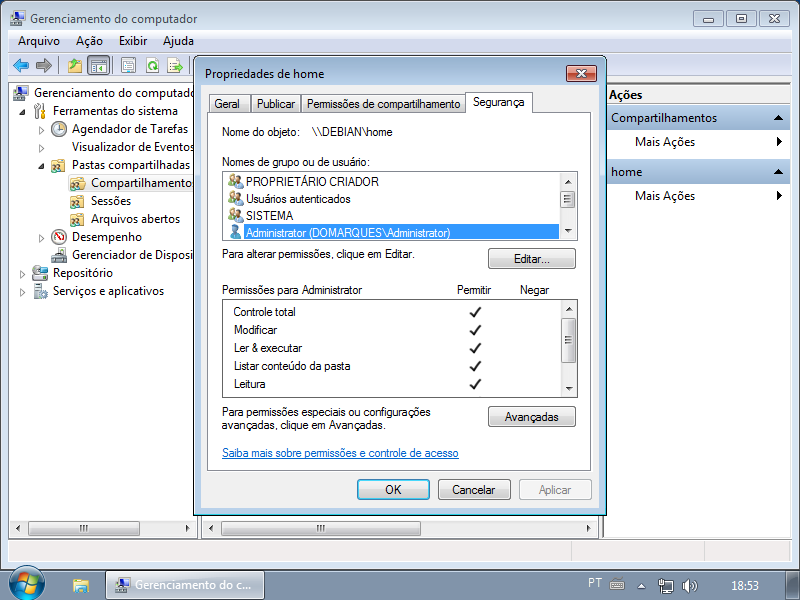 Gerenciamento do computador
Arquivo Ação Exibir Ajuda
Gerenciamento do computado
Ferramentas do sistema
Agendador de Tarefas
Visualizador de Eventos
Pastas compartilhadas
Compartilhamento
Sessões
Arquivos abertos
Desempenho
Gerenciador de Disposi
Repositório
Serviços e aplicativos
Propriedades de home
Geral Publicar Permissões de compartilhamento Segurança
Nome do objeto: \\DEBIAN\home
Nomes de grupo ou de usuário:
PROPRIETÁRIO CRIADOR
Usuários autenticados
SISTEMA
Administrator (DOMARQUES\Administrator)
Para alterar permissões, clique em Editar.
Editar...
Permissões para Administrator Permitir Negar
Controle total
Modificar
Ler & executar
Listar conteúdo da pasta
Leitura
Para permissões especiais ou configurações
avançadas, clique em Avançadas.
Avançadas
Saiba mais sobre permissões e controle de acesso
OK Cancelar Aplicar
Ações
Compartilhamentos
Mais Ações
home
Mais Ações
Gerenciamento do c...
PT
18:53